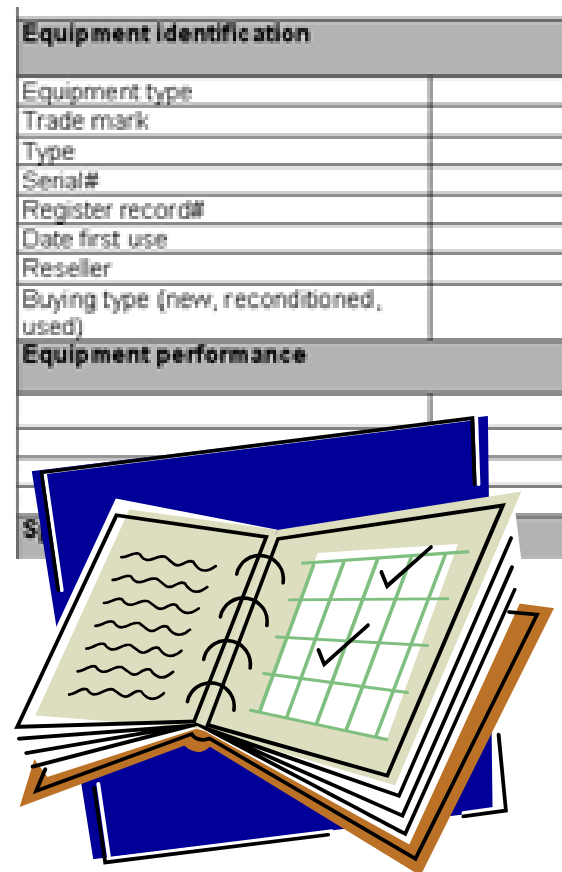 Equipment identification
Equipment type
Trade mark
Type
Serial#
Register record#
Date first use
Reseller
Buying type (new, reconditioned,
used)
Equipment performance